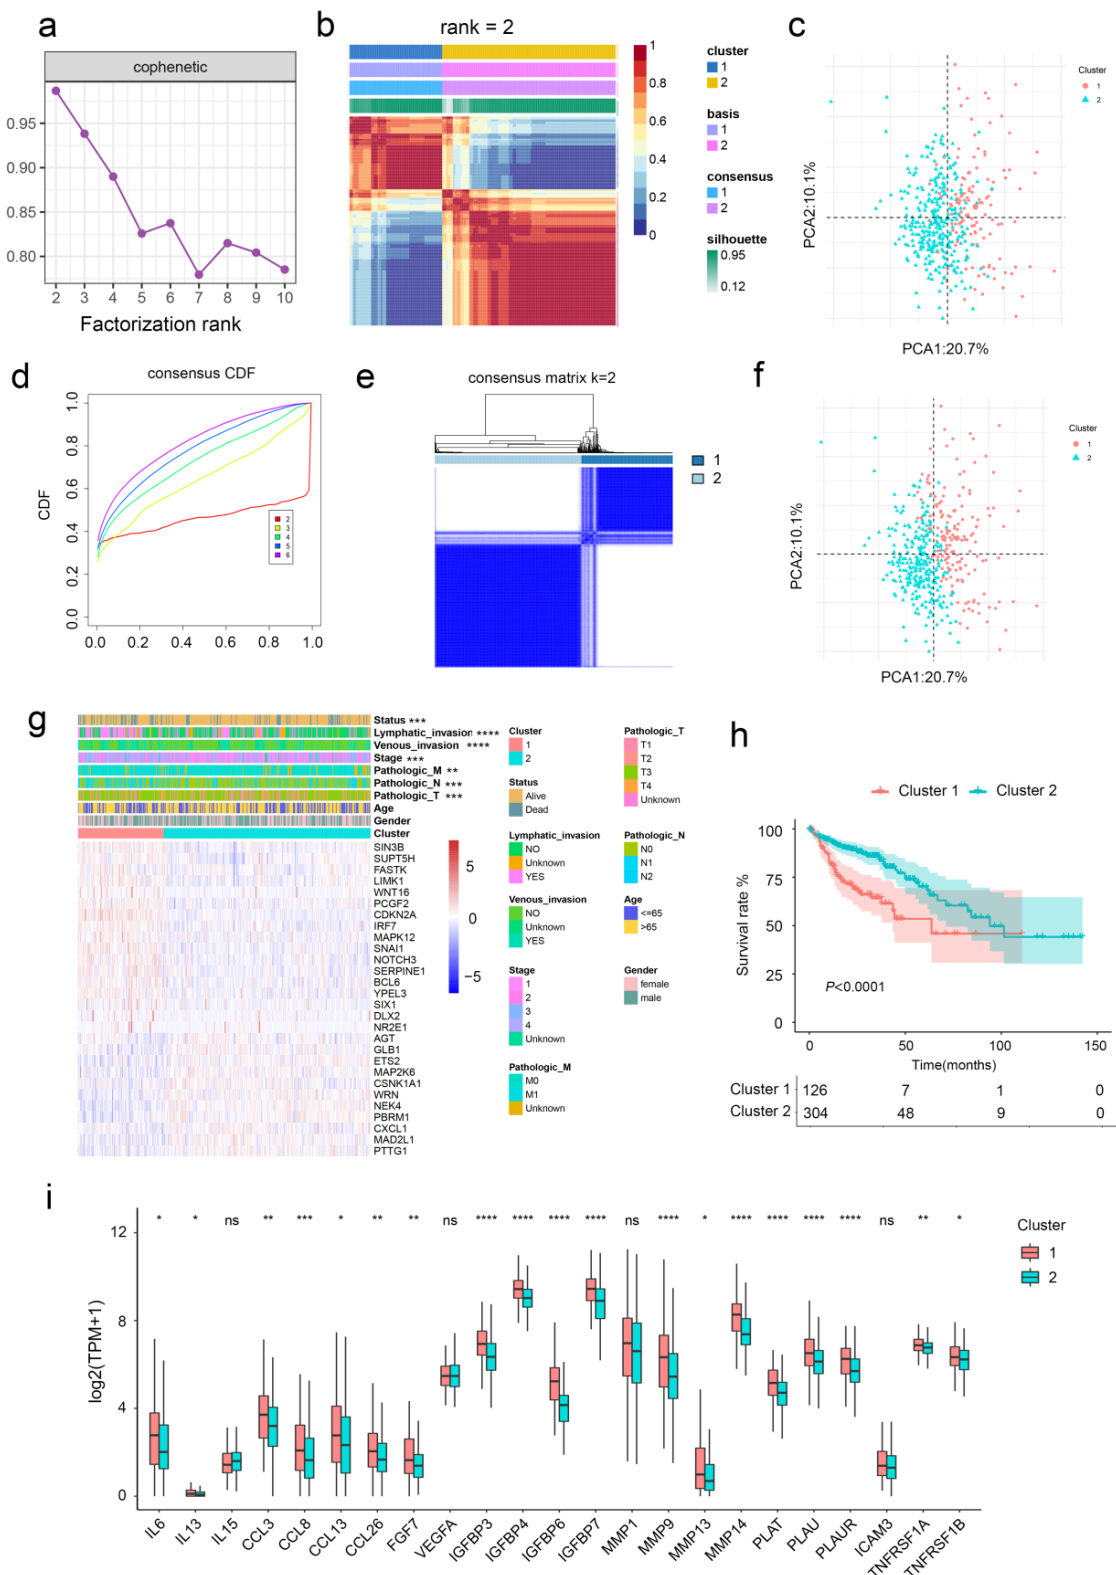 a
cophenetic
0.95
0.90
0.85
0.80
2 3 4 5 6 7 8 9 10
Factorization rank
b
rank = 2
1
0.8
0.6
0.4
0.2
0
cluster
1
2
basis
1
2
consensus
1
2
silhouette
0.95
0.12
c
Cluster
1
2
PCA2:10.1%
PCA1:20.7%
d
consensus CDF
CDF
1.0
0.8
0.6
0.4
0.2
0.0
0.0 0.2 0.4 0.6 0.8 1.0
2
3
4
5
6
e
consensus matrix k=2
1
2
f
Cluster
1
2
PCA2:10.1%
PCA1:20.7%
g
Status ***
Lymphatic_invasion ****
Venous_invasion ****
Stage ***
Pathologic_M **
Pathologic_N ***
Pathologic_T ***
Age
Gender
Cluster
SIN3B
SUPT5H
FASTK
LIMK1
WNT16
PCGF2
CDKN2A
IRF7
MAPK12
SNAI1
NOTCH3
SERPINE1
BCL6
YPEL3
SIX1
DLX2
NR2E1
AGT
GLB1
ETS2
MAP2K6
CSNK1A1
WRN
NEK4
PBRM1
CXCL1
MAD2L1
PTTG1
5
0
−5
Cluster
1
2
Status
Alive
Dead
Lymphatic_invasion
NO
Unknown
YES
Venous_invasion
NO
Unknown
YES
Stage
1
2
3
4
Unknown
Pathologic_M
M0
M1
Unknown
Pathologic_T
T1
T2
T3
T4
Unknown
Pathologic_N
N0
N1
N2
Age
<=65
>65
Gender
female
male
h
Cluster 1 Cluster 2
Survival rate %
100
75
50
25
0
P<0.0001
0 50 100 150
Time(months)
Cluster 1 126 7 1 0
Cluster 2 304 48 9 0
i
* * ns ** *** * ** ** ns **** **** **** **** ns **** * **** **** **** **** ns ** *
log2(TPM+1)
12
8
4
0
IL6 IL13 IL15 CCL3 CCL8 CCL13 CCL26 FGF7 VEGFA IGFBP3 IGFBP4 IGFBP6 IGFBP7 MMP1 MMP9 MMP13 MMP14 PLAT PLAU PLAUR ICAM3 TNFRSF1A TNFRSF1B
Cluster
1
2